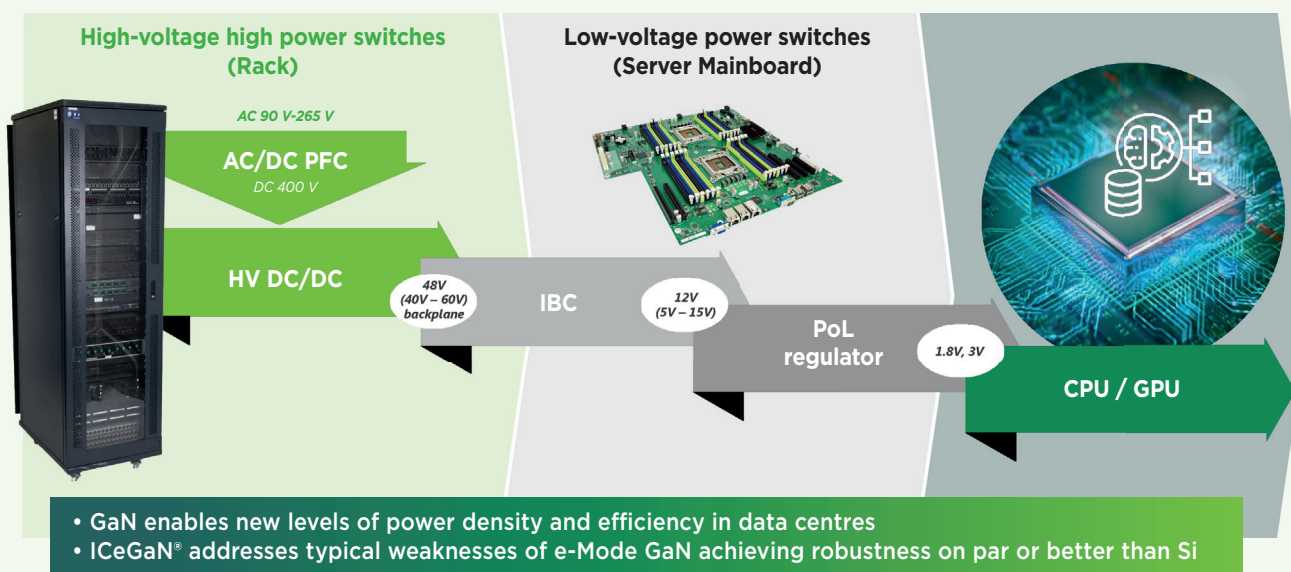 High-voltage high power switches
(Rack)
AC 90 V-265 V
AC/DC PFC
DC 400 V
HV DC/DC
48V
(40V – 60V)
backplane
Low-voltage power switches
(Server Mainboard)
IBC
12V
(5V – 15V)
PoL
regulator
1.8V, 3V
CPU / GPU
• GaN enables new levels of power density and efficiency in data centres
• ICeGaN® addresses typical weaknesses of e-Mode GaN achieving robustness on par or better than Si